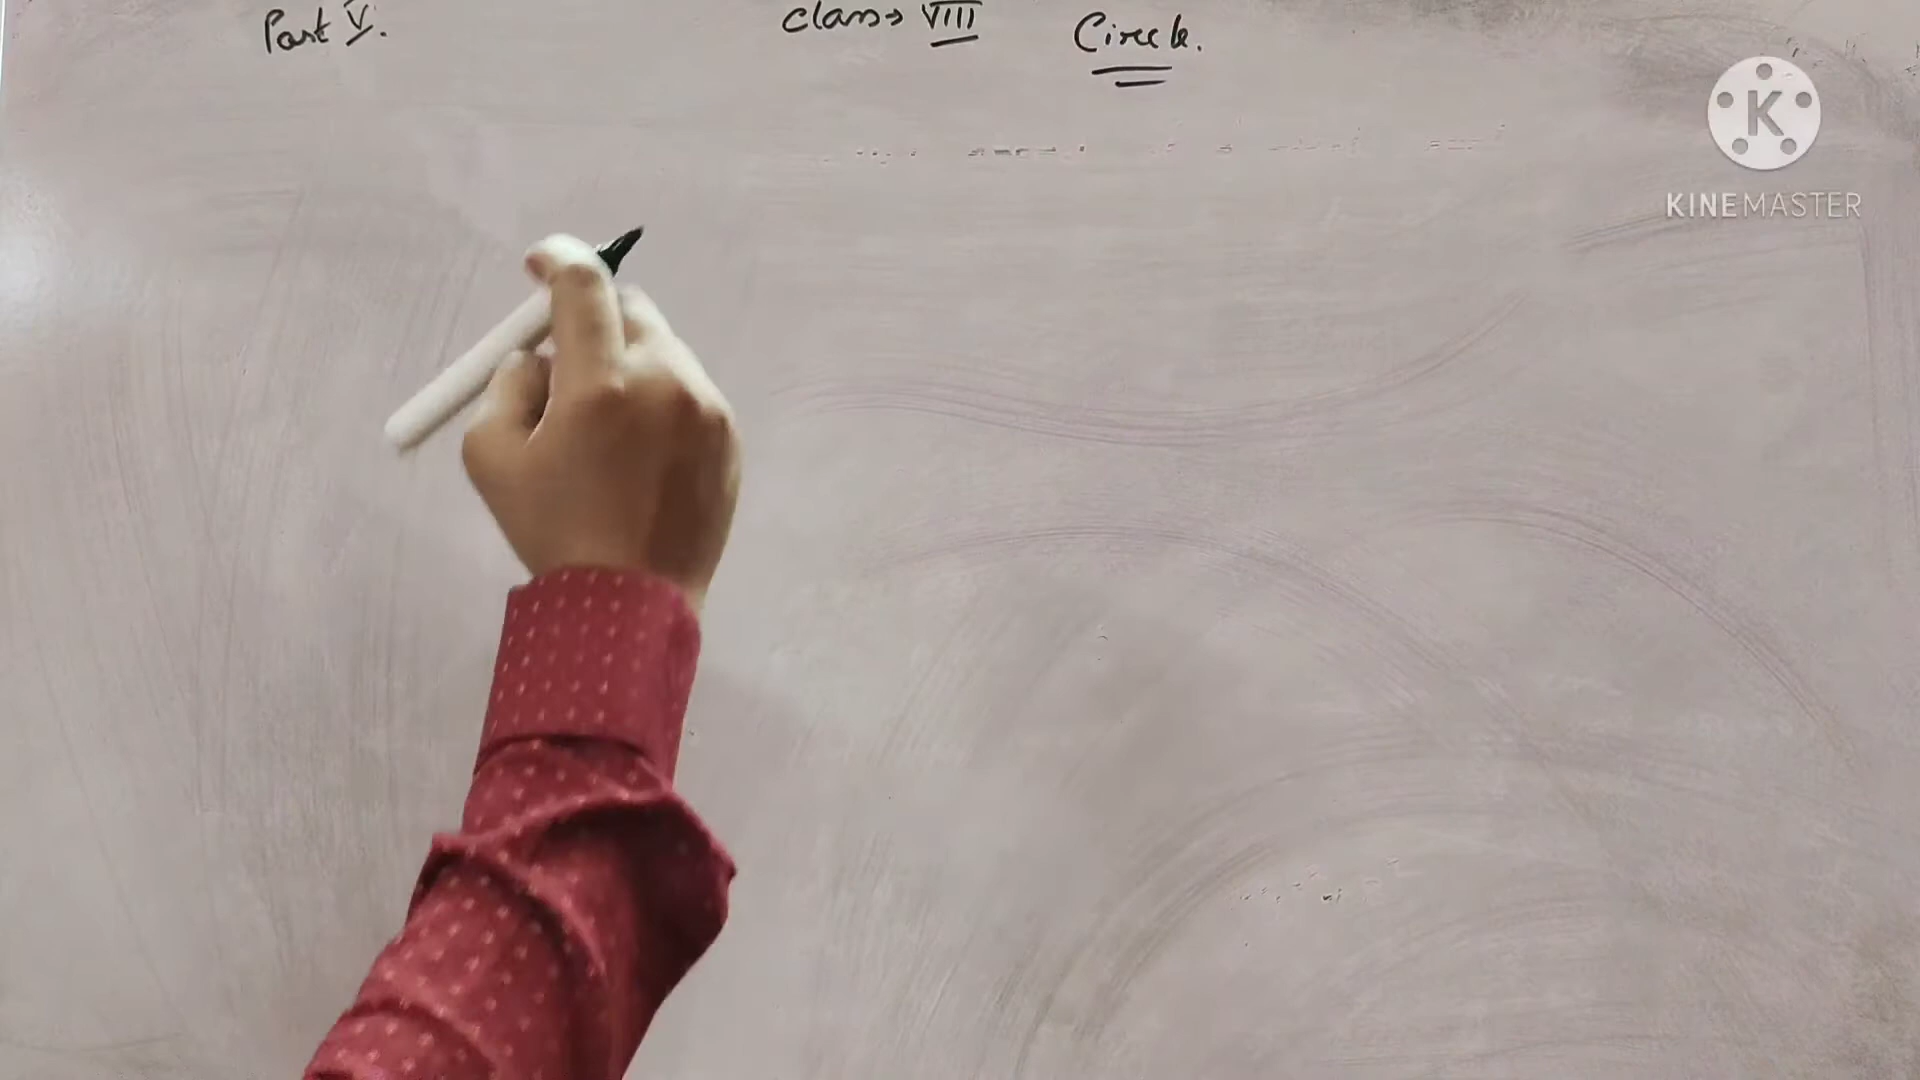 Part V.
Class → VIII
Circle.
K
KINEMASTER